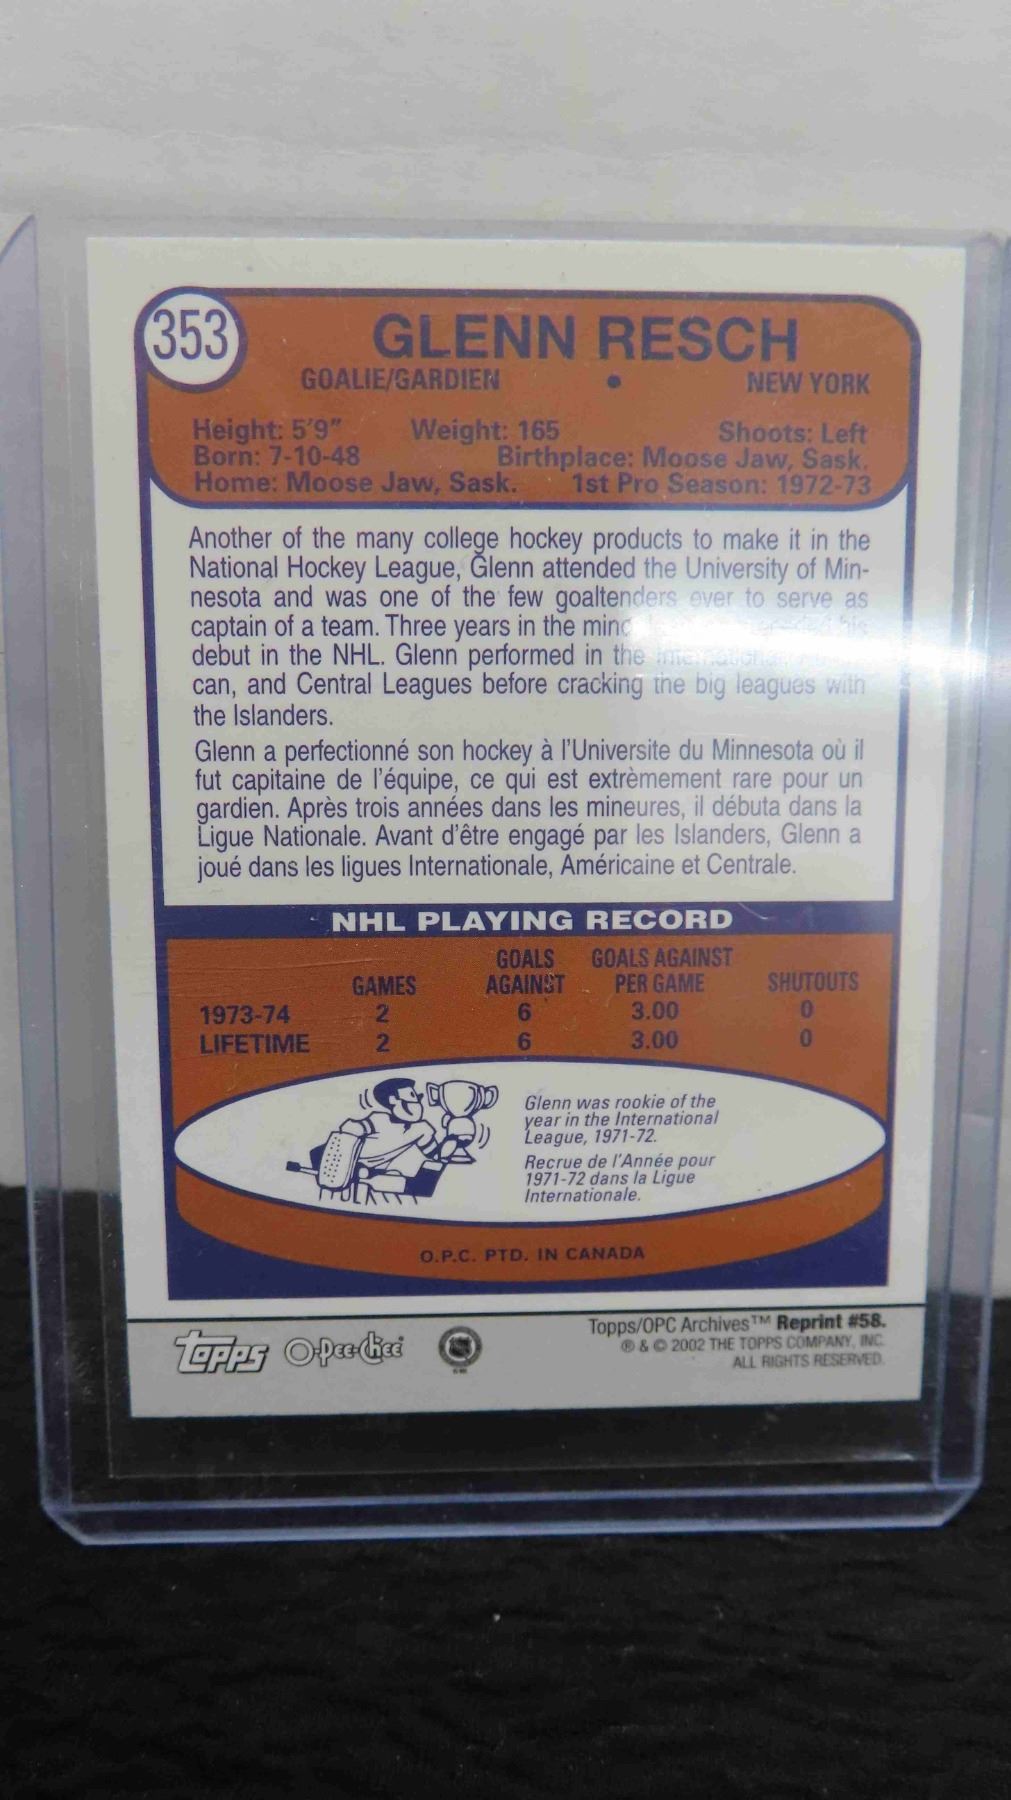 353
GLENN RESCH
GOALIE/GARDIEN • NEW YORK
Height: 5'9" Weight: 165 Shoots: Left
Born: 7-10-48 Birthplace: Moose Jaw, Sask.
Home: Moose Jaw, Sask. 1st Pro Season: 1972-73
Another of the many college hockey products to make it in the
National Hockey League, Glenn attended the University of Min-
nesota and was one of the few goaltenders ever to serve as
captain of a team. Three years in the his
debut in the NHL. Glenn performed in the
can, and Central Leagues before cracking the big leagues with
the Islanders.
Glenn a perfectionné son hockey à l'Universite du Minnesota où il
fut capitaine de l'équipe, ce qui est extrèmement rare pour un
gardien. Après trois années dans les mineures, il débuta dans la
Ligue Nationale. Avant d'être engagé par les Islanders, Glenn a
joué dans les ligues Internationale, Américaine et Centrale.
NHL PLAYING RECORD
GAMES GOALS AGAINST GOALS AGAINST PER GAME SHUTOUTS
1973-74 2 6 3.00 0
LIFETIME 2 6 3.00 0
Glenn was rookie of the
year in the International
League, 1971-72.
Recrue de l'Année pour
1971-72 dans la Ligue
Internationale.
O.P.C. PTD. IN CANADA
Topps O-Pee-Chee
Topps/OPC Archives™ Reprint #58.
® & © 2002 THE TOPPS COMPANY, INC.
ALL RIGHTS RESERVED.